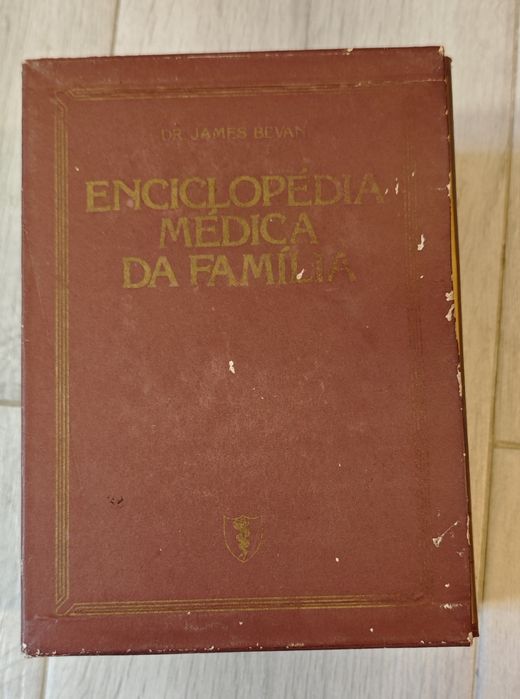 DR. JAMES BEVAN
ENCICLOPÉDIA
MÉDICA
DA FAMÍLIA